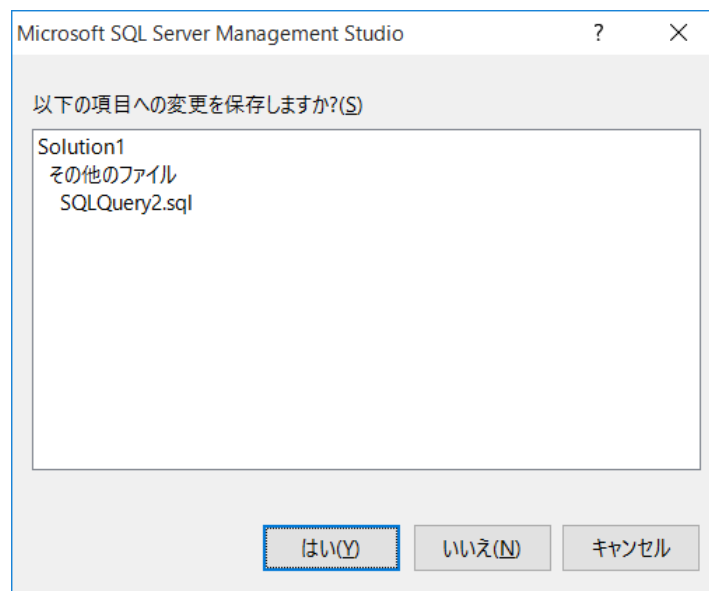 Microsoft SQL Server Management Studio ? ×
以下の項目への変更を保存しますか?(S)
Solution1
その他のファイル
SQLQuery2.sql
はい(Y) いいえ(N) キャンセル